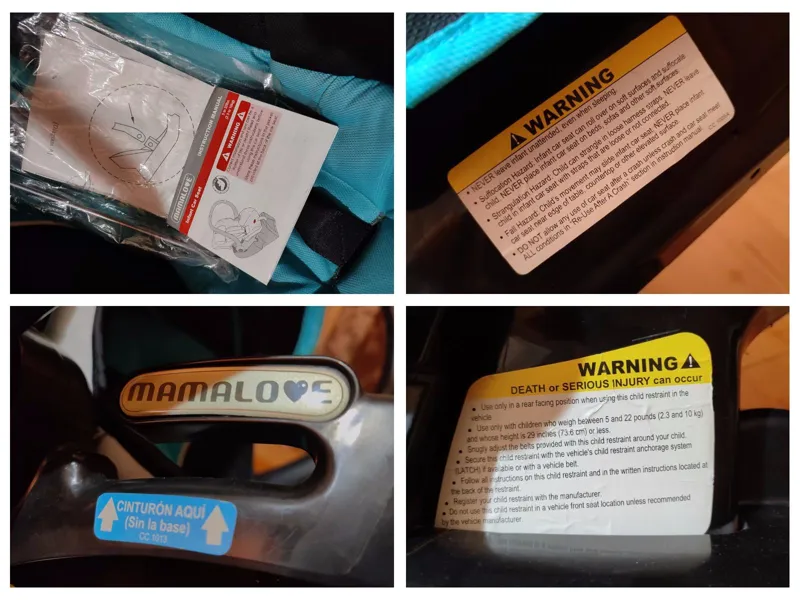 INSTRUCTION MANUAL
WARNING
MAMALOVE
Infant Car Seat
WARNING
• NEVER leave infant unattended, even when sleeping.
• Suffocation Hazard: Infant car seat can roll over on soft surfaces and suffocate
child. NEVER place infant car seat on beds, sofas and other soft surfaces.
• Strangulation Hazard: Child can strangle in loose harness straps. NEVER leave
child in infant car seat with straps that are loose or not connected.
• Fall Hazard: Child's movement may slide infant car seat. NEVER place infant
car seat near edge of table, countertop or other elevated surface.
• DO NOT allow any use of car seat after a crash unless crash and car seat meet
ALL conditions in "Re-Use After A Crash" section in instruction manual.
MAMALOVE
CINTURÓN AQUÍ
(Sin la base)
CC 1013
WARNING
DEATH or SERIOUS INJURY can occur
• Use only in a rear facing position when using this child restraint in the
vehicle.
• Use only with children who weigh between 5 and 22 pounds (2.3 and 10 kg)
and whose height is 29 inches (73.6 cm) or less.
• Snugly adjust the belts provided with this child restraint around your child.
• Secure this child restraint with the vehicle's child restraint anchorage system
(LATCH) if available or with a vehicle belt.
• Follow all instructions on this child restraint and in the written instructions located at
the back of the restraint.
• Register your child restraints with the manufacturer.
• Do not use this child restraint in a vehicle front seat location unless recommended
by the vehicle manufacturer.